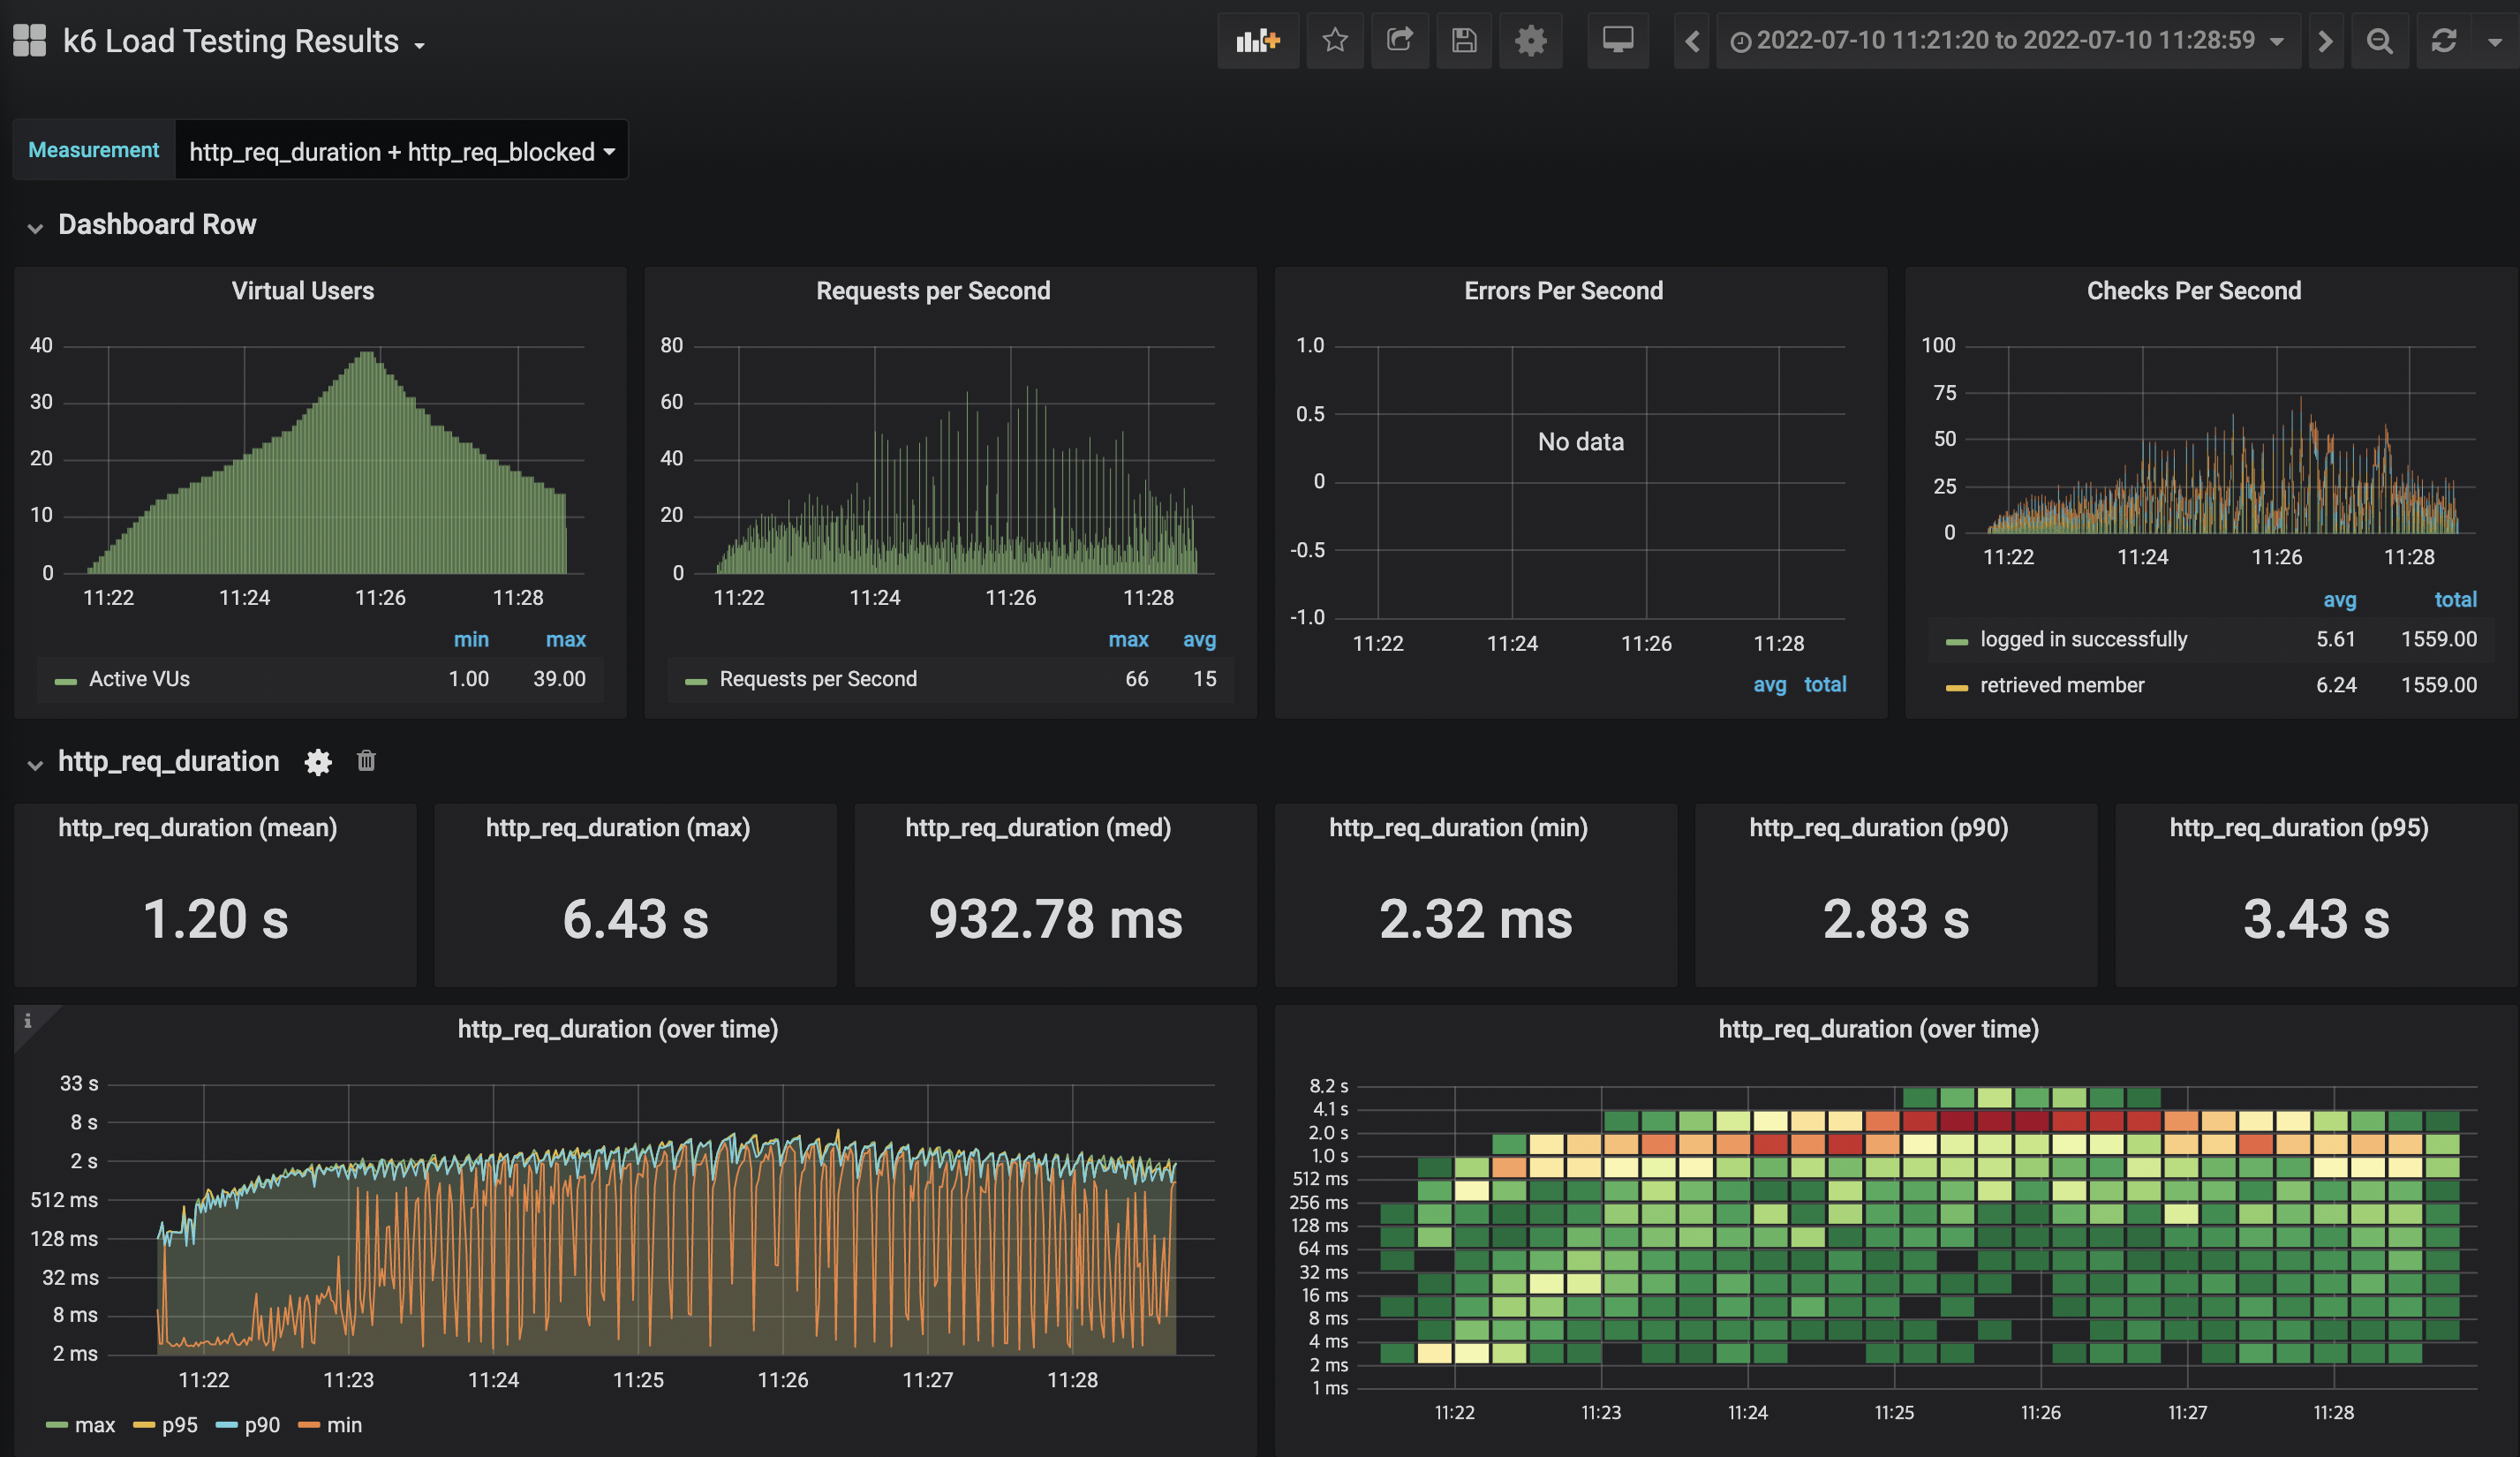 k6 Load Testing Results
2022-07-10 11:21:20 to 2022-07-10 11:28:59
Measurement http_req_duration + http_req_blocked
Dashboard Row
Virtual Users
40
30
20
10
0
11:22 11:24 11:26 11:28
min max
Active VUs 1.00 39.00
Requests per Second
80
60
40
20
0
11:22 11:24 11:26 11:28
max avg
Requests per Second 66 15
Errors Per Second
1.0
0.5
0
-0.5
-1.0
No data
11:22 11:24 11:26 11:28
avg total
Checks Per Second
100
75
50
25
0
11:22 11:24 11:26 11:28
avg total
logged in successfully 5.61 1559.00
retrieved member 6.24 1559.00
http_req_duration
http_req_duration (mean)
1.20 s
http_req_duration (max)
6.43 s
http_req_duration (med)
932.78 ms
http_req_duration (min)
2.32 ms
http_req_duration (p90)
2.83 s
http_req_duration (p95)
3.43 s
i
http_req_duration (over time)
33 s
8 s
2 s
512 ms
128 ms
32 ms
8 ms
2 ms
11:22 11:23 11:24 11:25 11:26 11:27 11:28
max p95 p90 min
http_req_duration (over time)
8.2 s
4.1 s
2.0 s
1.0 s
512 ms
256 ms
128 ms
64 ms
32 ms
16 ms
8 ms
4 ms
2 ms
1 ms
11:22 11:23 11:24 11:25 11:26 11:27 11:28